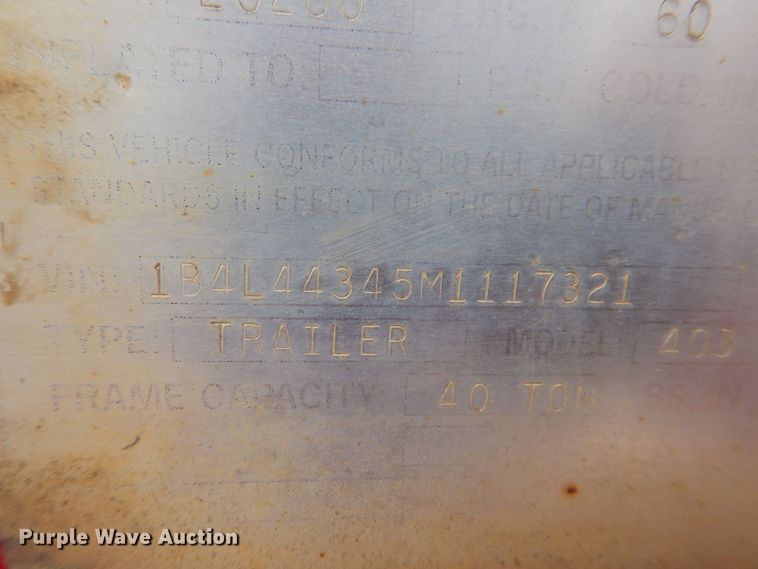 60
INFLATED TO: P.S.I. COLD.
THIS VEHICLE CONFORMS TO ALL APPLICABLE
STANDARDS IN EFFECT ON THE DATE OF
VIN: 1B4L44345M1117321
TYPE: TRAILER MODEL 403
FRAME CAPACITY: 40 TON
Purple Wave Auction